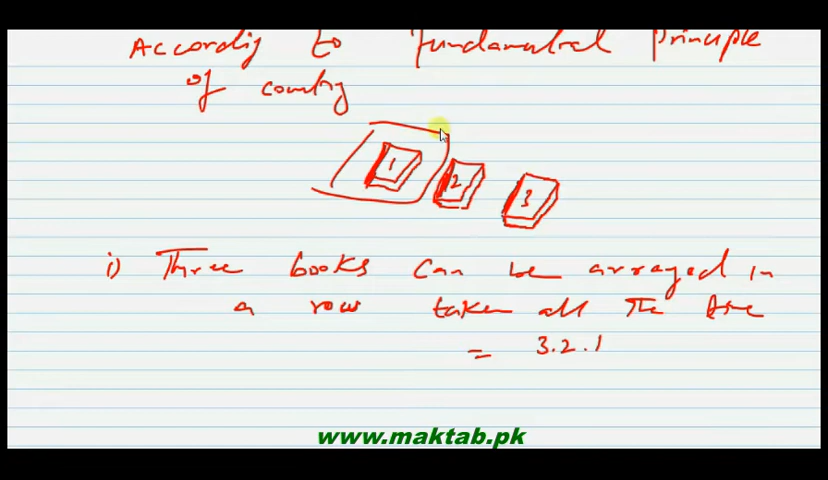 According to fundamental Principle
of counting
1
2
3
i) Three books can be arranged in
a row taken all the time
= 3.2.1
www.maktab.pk